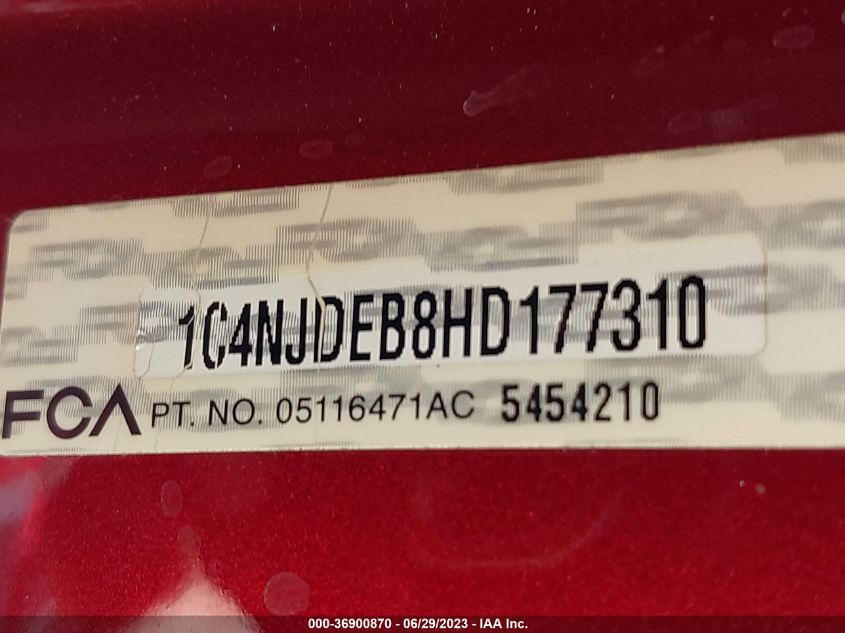 1C4NJDEB8HD177310
FCA PT. NO. 05116471AC 5454210
000-36900870 - 06/29/2023 - IAA Inc.